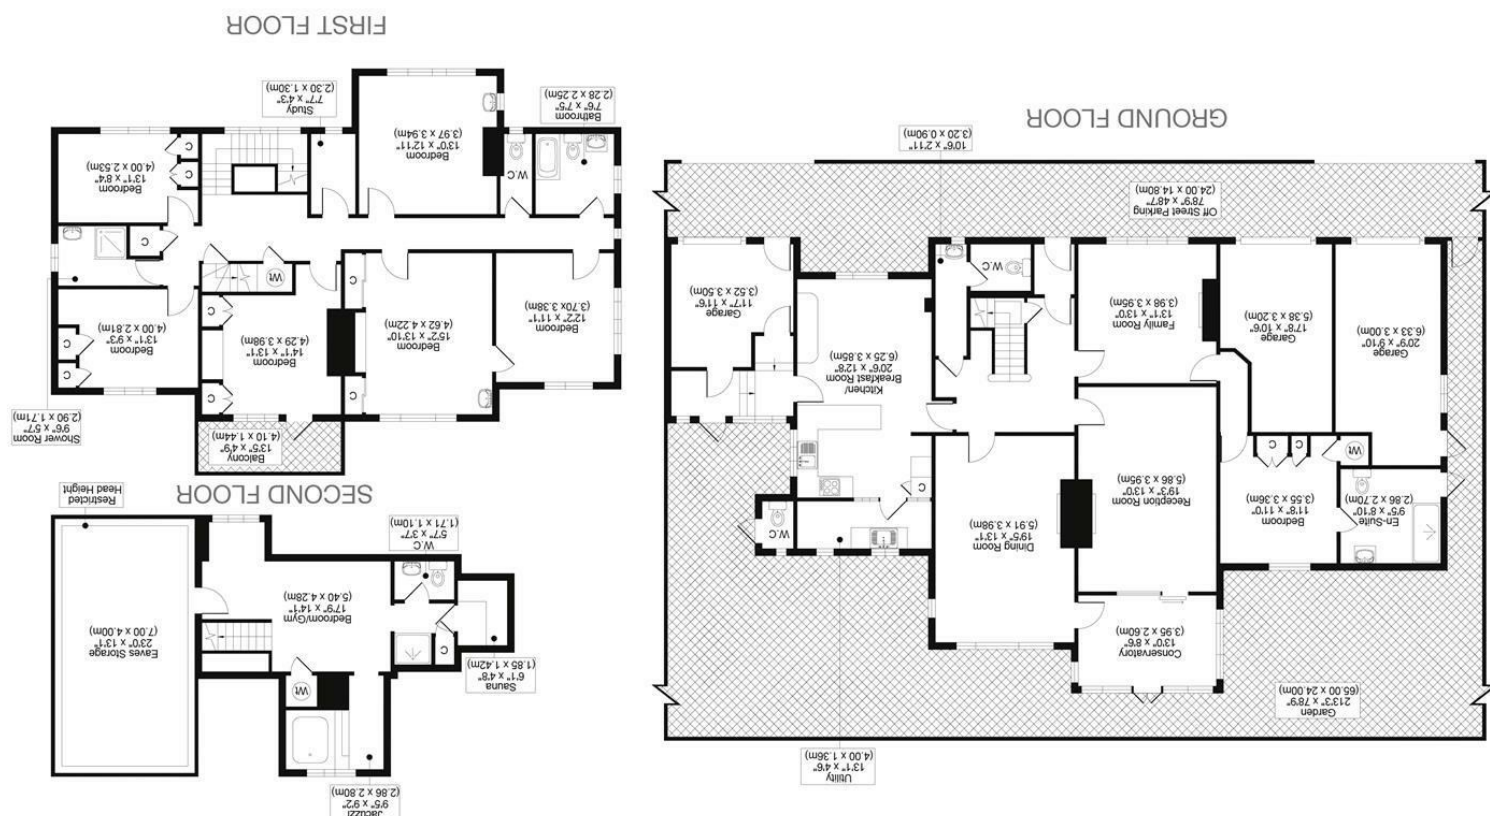 Garden
213'3" x 78'9"
(65.00 x 24.00m)
Utility
13'1" x 4'6"
(4.00 x 1.36m)
Conservatory
13'0" x 8'6"
(3.95 x 2.60m)
En-Suite
9'5" x 8'10"
(2.86 x 2.70m)
Bedroom
11'8" x 11'0"
(3.55 x 3.36m)
Reception Room
19'3" x 13'0"
(5.86 x 3.95m)
Dining Room
19'5" x 13'1"
(5.91 x 3.98m)
W.C
C
Wt
C
C
Kitchen/
Breakfast Room
20'6" x 12'8"
(6.25 x 3.85m)
Garage
20'9" x 9'10"
(6.33 x 3.00m)
Garage
17'8" x 10'6"
(5.38 x 3.20m)
Family Room
13'1" x 13'0"
(3.98 x 3.95m)
W.C
Garage
11'7" x 11'6"
(3.52 x 3.50m)
Off Street Parking
78'9" x 48'7"
(24.00 x 14.80m)
10'6" x 2'11"
(3.20 x 0.90m)
GROUND FLOOR
Jacuzzi
9'5" x 9'2"
(2.86 x 2.80m)
Sauna
6'1" x 4'8"
(1.85 x 1.42m)
Wt
C
Bedroom/Gym
17'9" x 14'1"
(5.40 x 4.28m)
Eaves Storage
23'0" x 13'1"
(7.00 x 4.00m)
W.C
5'7" x 3'7"
(1.71 x 1.10m)
Restricted
Head Height
SECOND FLOOR
Balcony
13'5" x 4'9"
(4.10 x 1.44m)
Shower Room
9'6" x 5'7"
(2.90 x 1.71m)
Bedroom
12'2" x 11'1"
(3.70x 3.38m)
Bedroom
15'2" x 13'10"
(4.62 x 4.22m)
C
C
Bedroom
14'1" x 13'1"
(4.29 x 3.98m)
C
C
Bedroom
13'1" x 9'3"
(4.00 x 2.81m)
C
C
Wt
C
Bedroom
13'1" x 8'4"
(4.00 x 2.53m)
C
C
W.C
Bedroom
13'0" x 12'11"
(3.97 x 3.94m)
Bathroom
7'6" x 7'5"
(2.28 x 2.25m)
Study
7'7" x 4'3"
(2.30 x 1.30m)
FIRST FLOOR